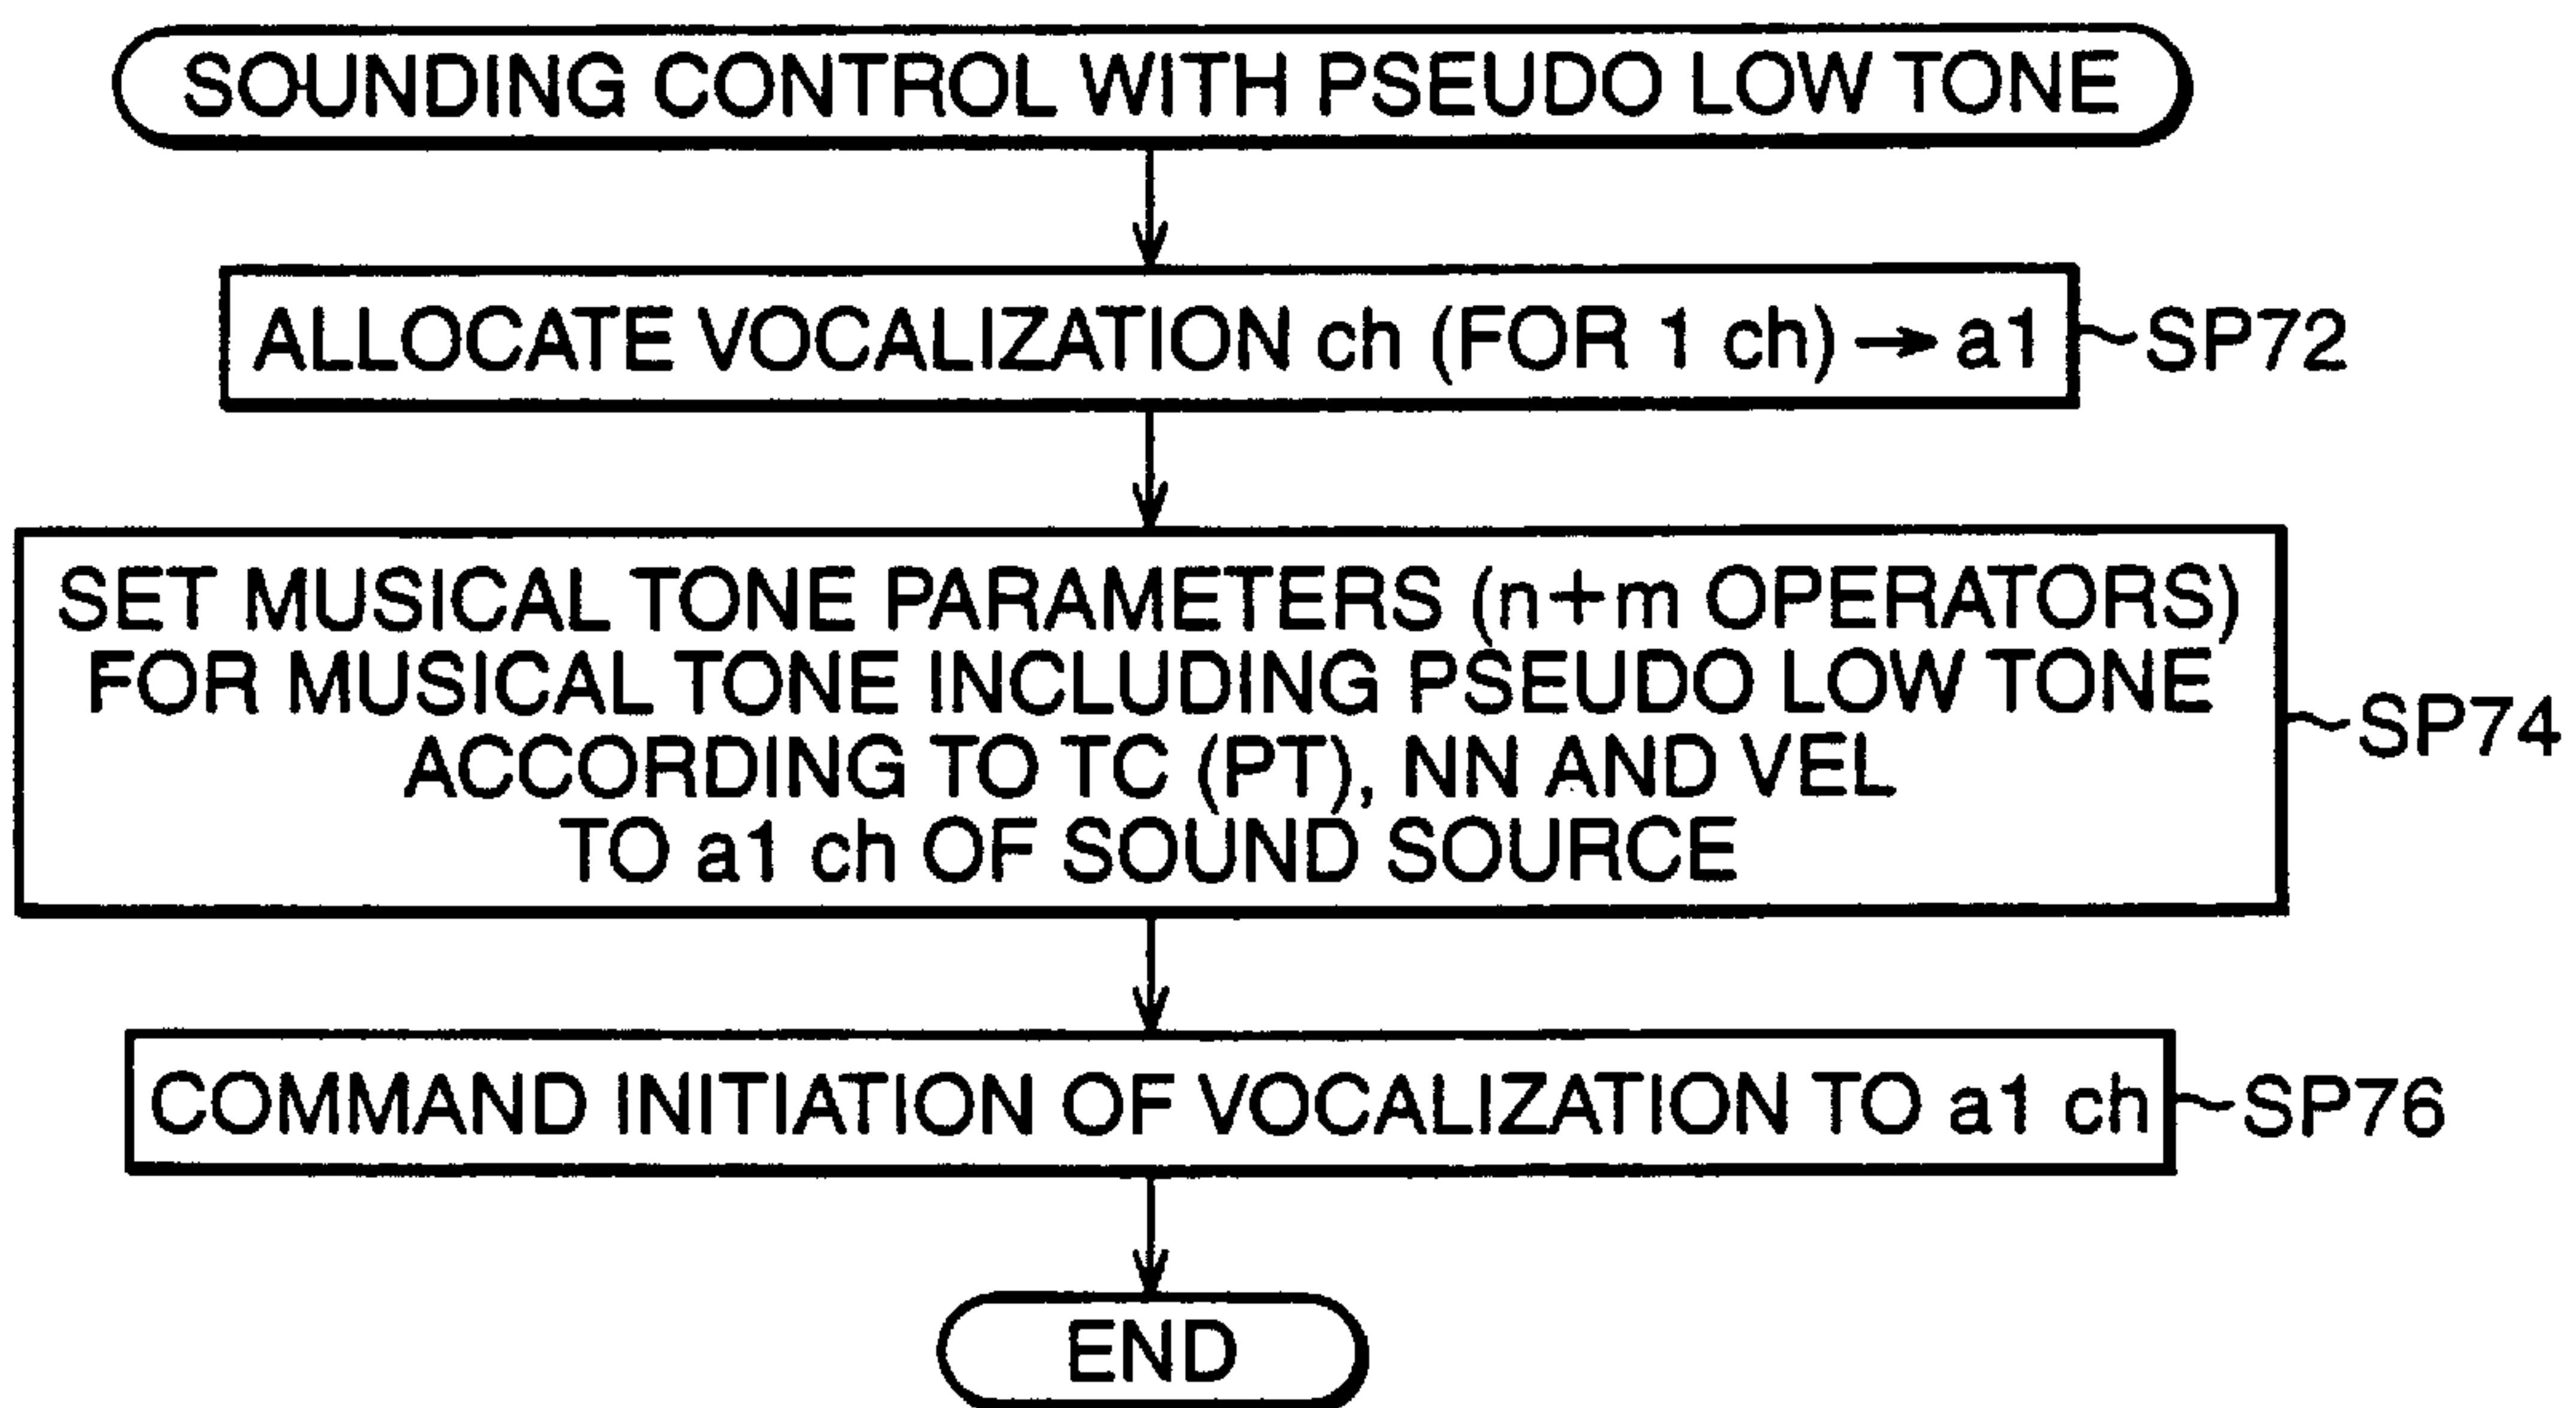 SOUNDING CONTROL WITH PSEUDO LOW TONE
ALLOCATE VOCALIZATION ch (FOR 1 ch) → a1
SP72
SET MUSICAL TONE PARAMETERS (n+m OPERATORS)
FOR MUSICAL TONE INCLUDING PSEUDO LOW TONE
ACCORDING TO TC (PT), NN AND VEL
TO a1 ch OF SOUND SOURCE
SP74
COMMAND INITIATION OF VOCALIZATION TO a1 ch
SP76
END